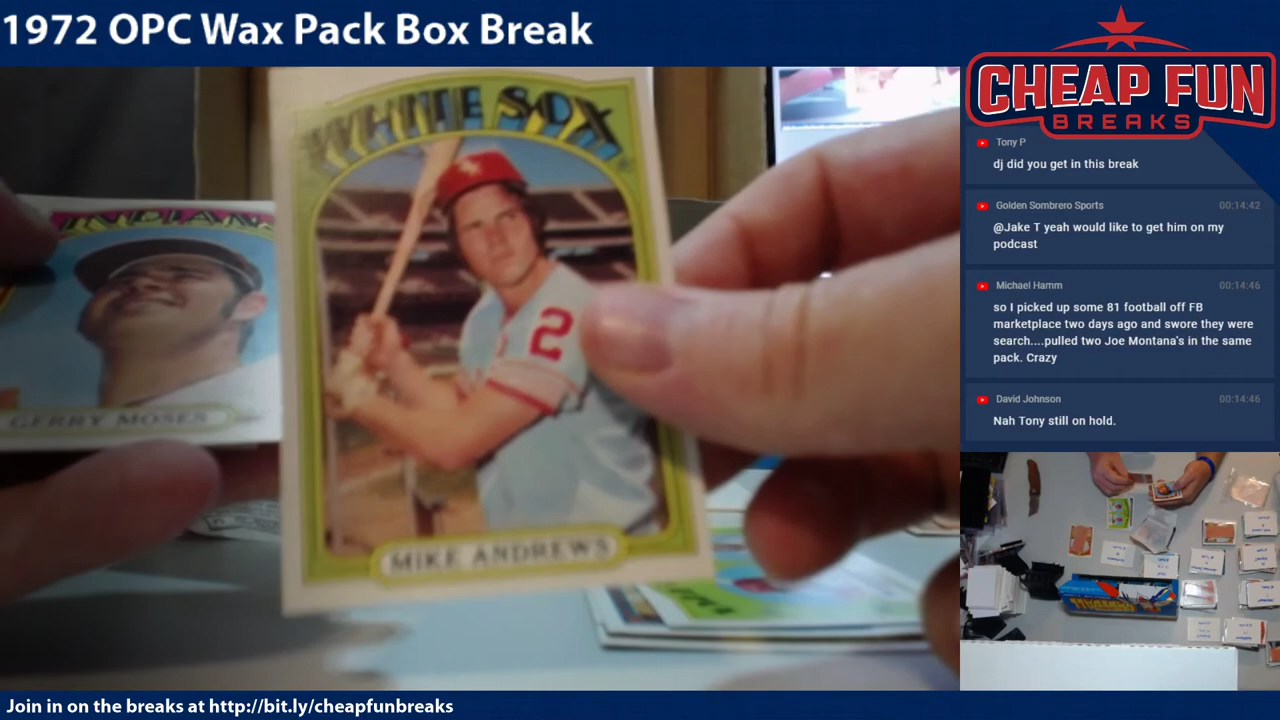 1972 OPC Wax Pack Box Break
CHEAP FUN
BREAKS
WHITE SOX
2
MIKE ANDREWS
INDIANS
GERRY MOSES
Tony P
dj did you get in this break
Golden Sombrero Sports 00:14:42
@Jake T yeah would like to get him on my
podcast
Michael Hamm 00:14:46
so I picked up some 81 football off FB
marketplace two days ago and swore they were
search....pulled two Joe Montana's in the same
pack. Crazy
David Johnson 00:14:46
Nah Tony still on hold.
Join in on the breaks at http://bit.ly/cheapfunbreaks